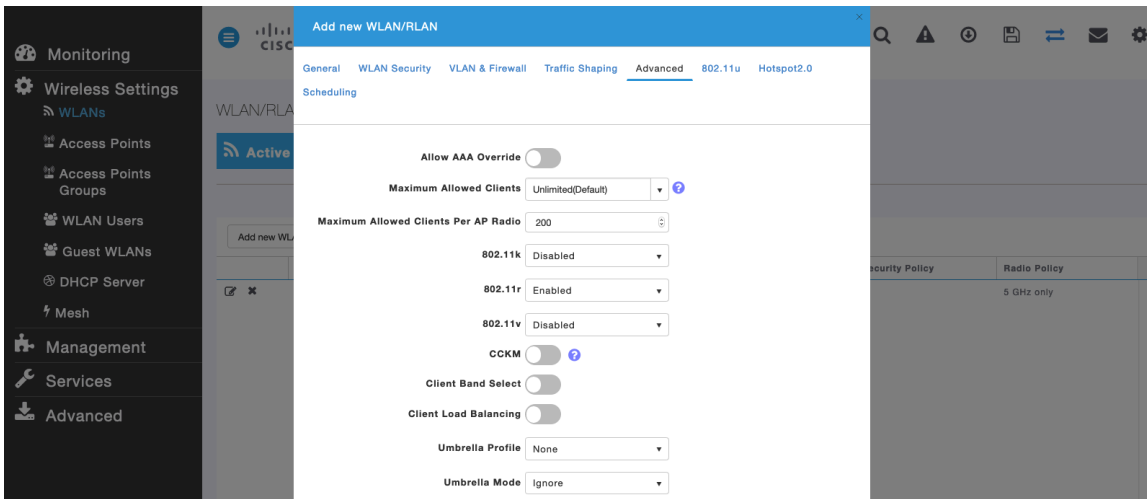 Monitoring
Wireless Settings
WLANs
Access Points
Access Points
Groups
WLAN Users
Guest WLANs
DHCP Server
Mesh
Management
Services
Advanced
CISC
WLAN/RLA
Active
Add new WL
Add new WLAN/RLAN
×
General WLAN Security VLAN & Firewall Traffic Shaping Advanced 802.11u Hotspot2.0
Scheduling
Allow AAA Override
Maximum Allowed Clients Unlimited(Default) ?
Maximum Allowed Clients Per AP Radio 200
802.11k Disabled
802.11r Enabled
802.11v Disabled
CCKM ?
Client Band Select
Client Load Balancing
Umbrella Profile None
Umbrella Mode Ignore
ecurity Policy Radio Policy
5 GHz only